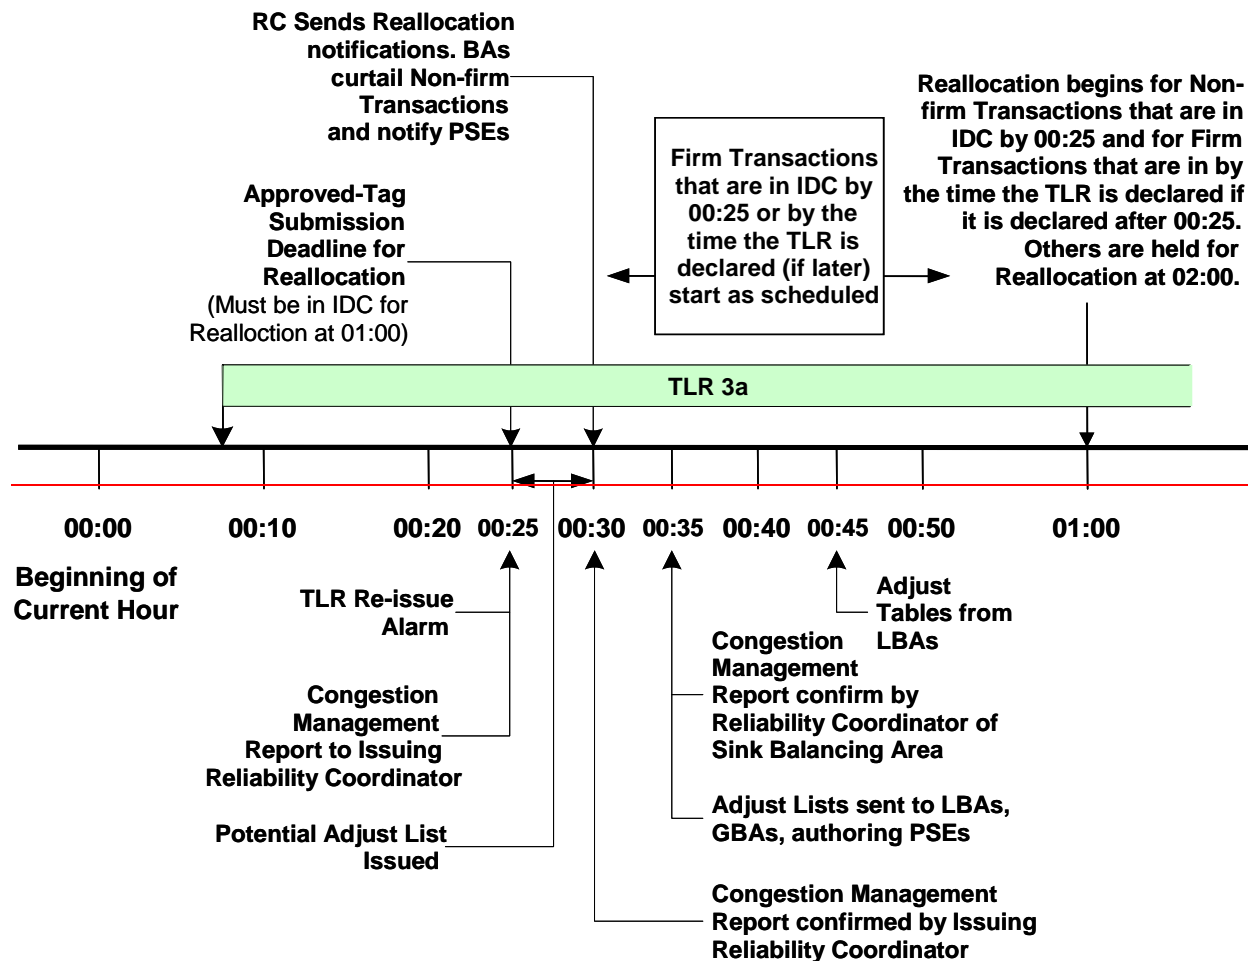 RC Sends Reallocation
notifications. BAs
curtail Non-firm
Transactions
and notify PSEs
Reallocation begins for Non-
firm Transactions that are in
IDC by 00:25 and for Firm
Transactions that are in by
the time the TLR is declared if
it is declared after 00:25.
Others are held for
Reallocation at 02:00.
Firm Transactions
that are in IDC by
00:25 or by the
time the TLR is
declared (if later)
start as scheduled
Approved-Tag
Submission
Deadline for
Reallocation
(Must be in IDC for
Realloction at 01:00)
TLR 3a
00:00
00:10
00:20
00:25
00:30
00:35
00:40
00:45
00:50
01:00
Beginning of
Current Hour
TLR Re-issue
Alarm
Adjust
Tables from
LBAs
Congestion
Management
Report to Issuing
Reliability Coordinator
Congestion
Management
Report confirm by
Reliability Coordinator of
Sink Balancing Area
Potential Adjust List
Issued
Adjust Lists sent to LBAs,
GBAs, authoring PSEs
Congestion Management
Report confirmed by Issuing
Reliability Coordinator